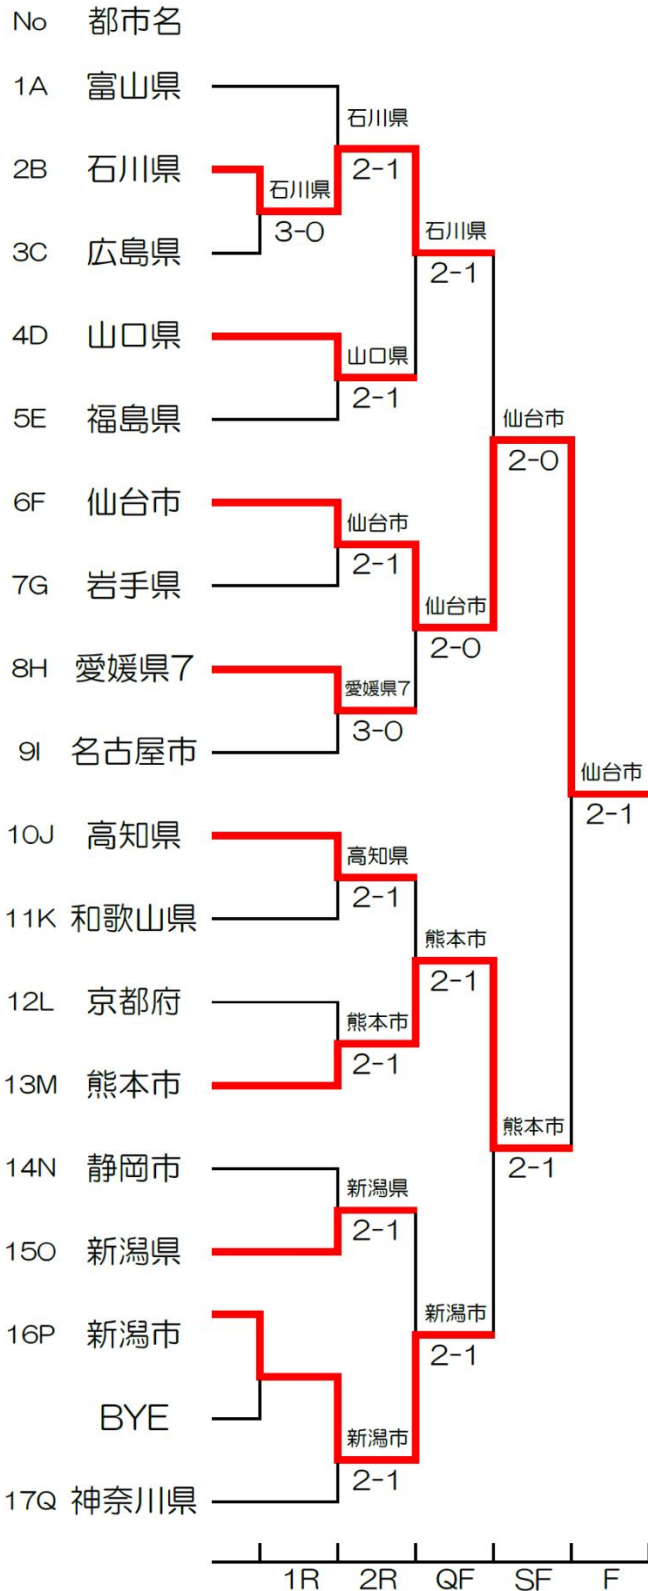 No 都市名
1A 富山県
石川県
2B 石川県
石川県
2-1
3-0
石川県
3C 広島県
2-1
4D 山口県
山口県
2-1
5E 福島県
仙台市
2-0
6F 仙台市
仙台市
2-1
7G 岩手県
仙台市
2-0
8H 愛媛県7
愛媛県7
3-0
9I 名古屋市
仙台市
2-1
10J 高知県
高知県
2-1
11K 和歌山県
熊本市
2-1
12L 京都府
熊本市
2-1
13M 熊本市
熊本市
2-1
14N 静岡市
新潟県
2-1
15O 新潟県
新潟市
2-1
16P 新潟市
BYE
新潟市
2-1
17Q 神奈川県
1R 2R QF SF F